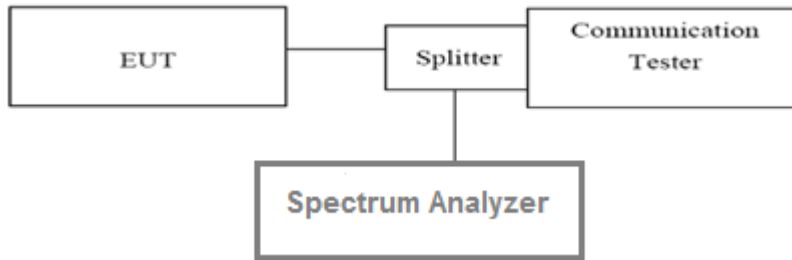 EUT
Splitter
Communication
Tester
Spectrum Analyzer